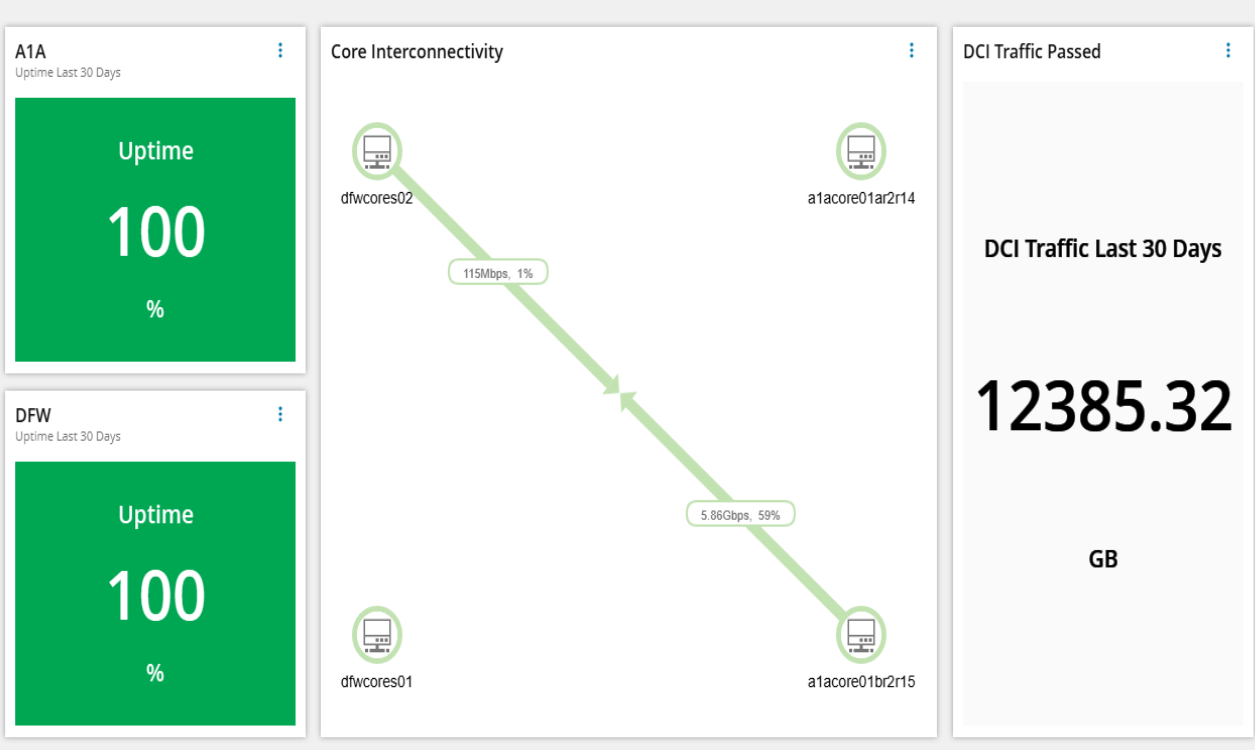 A1A
Uptime Last 30 Days
Uptime
100
%
DFW
Uptime Last 30 Days
Uptime
100
%
Core Interconnectivity
dfwcores02
a1acore01ar2r14
115Mbps, 1%
5.86Gbps, 59%
dfwcores01
a1acore01br2r15
DCI Traffic Passed
DCI Traffic Last 30 Days
12385.32
GB